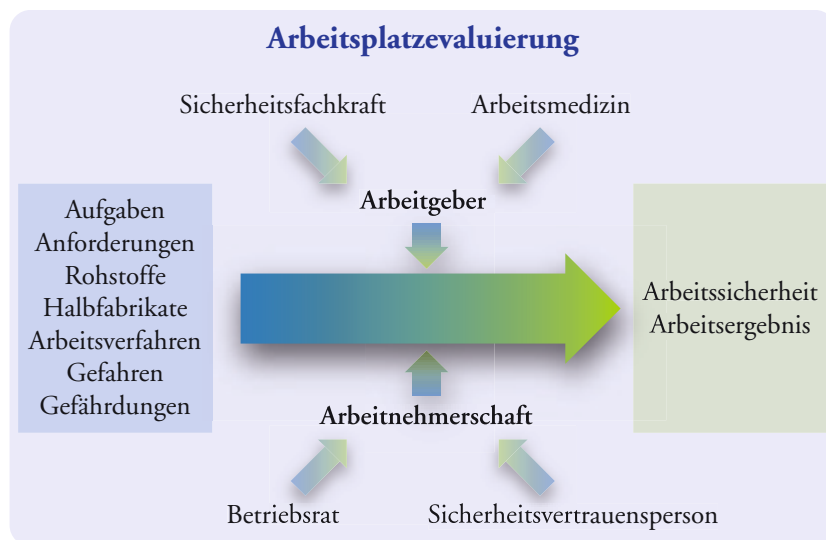 Arbeitsplatzevaluierung
Sicherheitsfachkraft
Arbeitsmedizin
Arbeitgeber
Aufgaben
Anforderungen
Rohstoffe
Halbfabrikate
Arbeitsverfahren
Gefahren
Gefährdungen
Arbeitssicherheit
Arbeitsergebnis
Arbeitnehmerschaft
Betriebsrat
Sicherheitsvertrauensperson